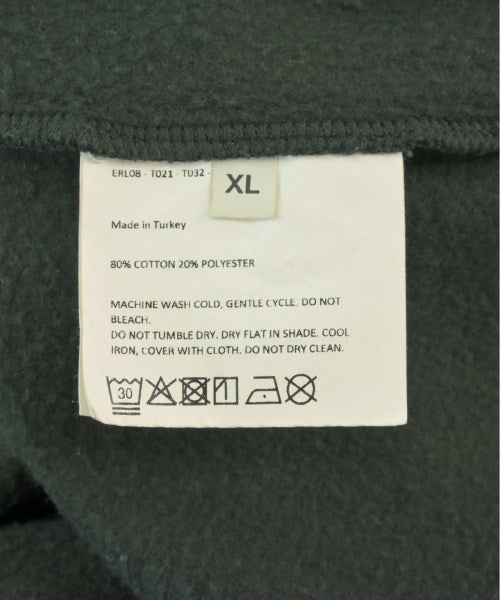 ERL08 - T021 - T032 -
XL
Made in Turkey
80% COTTON 20% POLYESTER
MACHINE WASH COLD, GENTLE CYCLE. DO NOT
BLEACH.
DO NOT TUMBLE DRY. DRY FLAT IN SHADE. COOL
IRON, COVER WITH CLOTH. DO NOT DRY CLEAN.
30